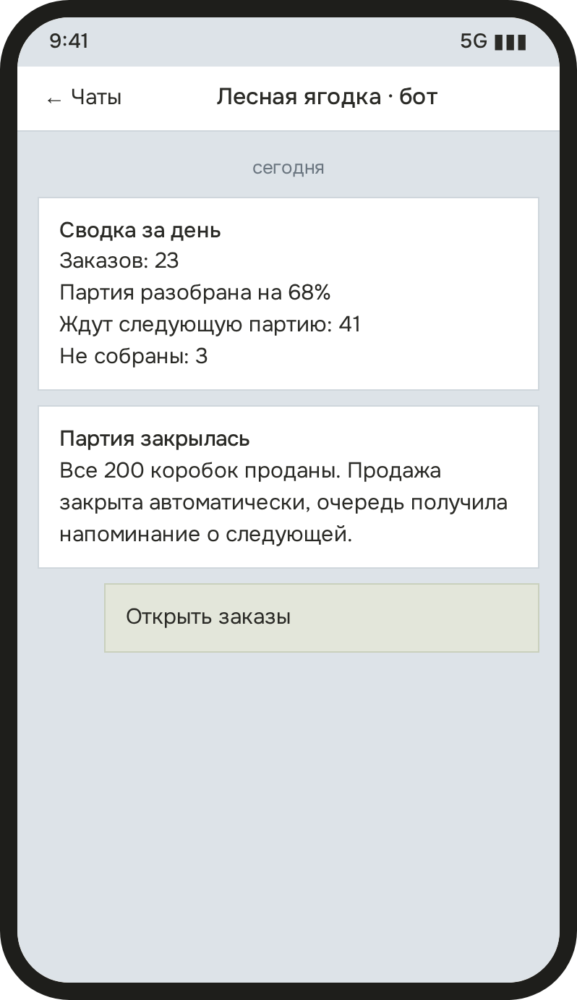 9:41 5G
← Чаты Лесная ягодка · бот
сегодня
Сводка за день
Заказов: 23
Партия разобрана на 68%
Ждут следующую партию: 41
Не собраны: 3
Партия закрылась
Все 200 коробок проданы. Продажа
закрыта автоматически, очередь получила
напоминание о следующей.
Открыть заказы